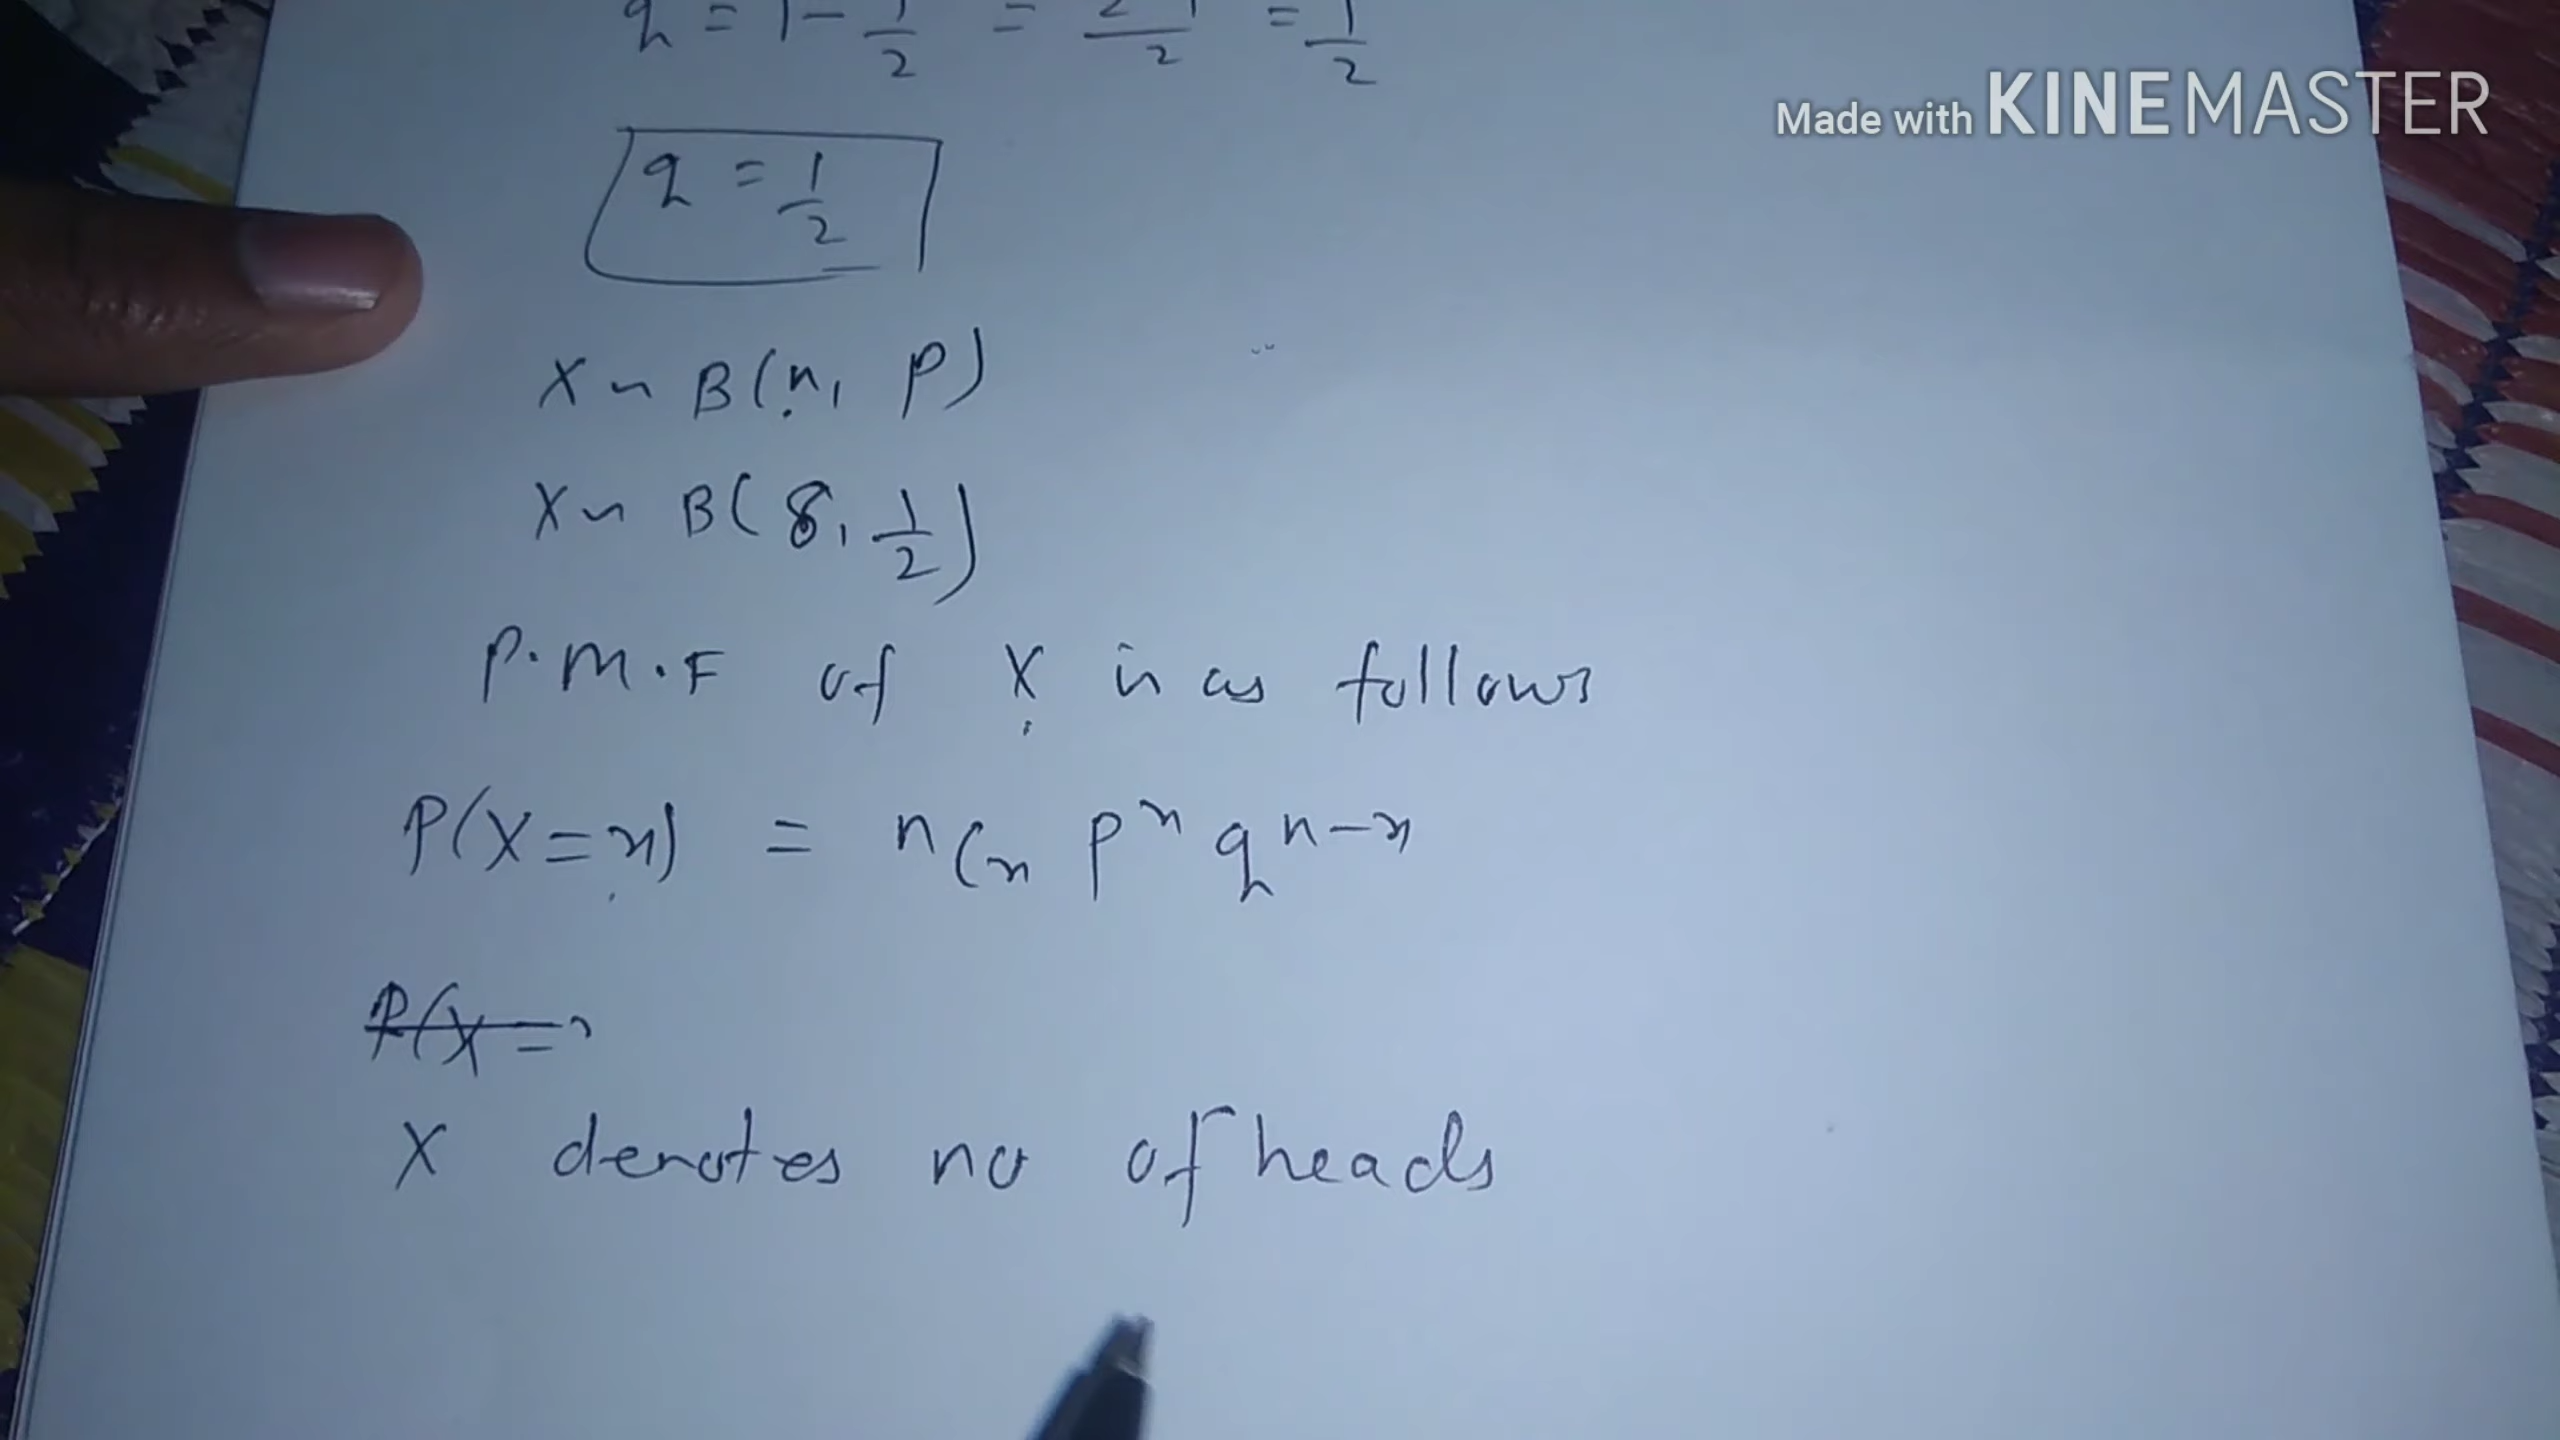 q = 1 - 1/2 = 2-1/2 = 1/2
Made with KINEMASTER
q = 1/2
X ~ B(n, p)
X ~ B(8, 1/2)
P.M.F of X is as follows
P(X=x) = nCx p^x q^n-x
P(X=
X denotes no of heads